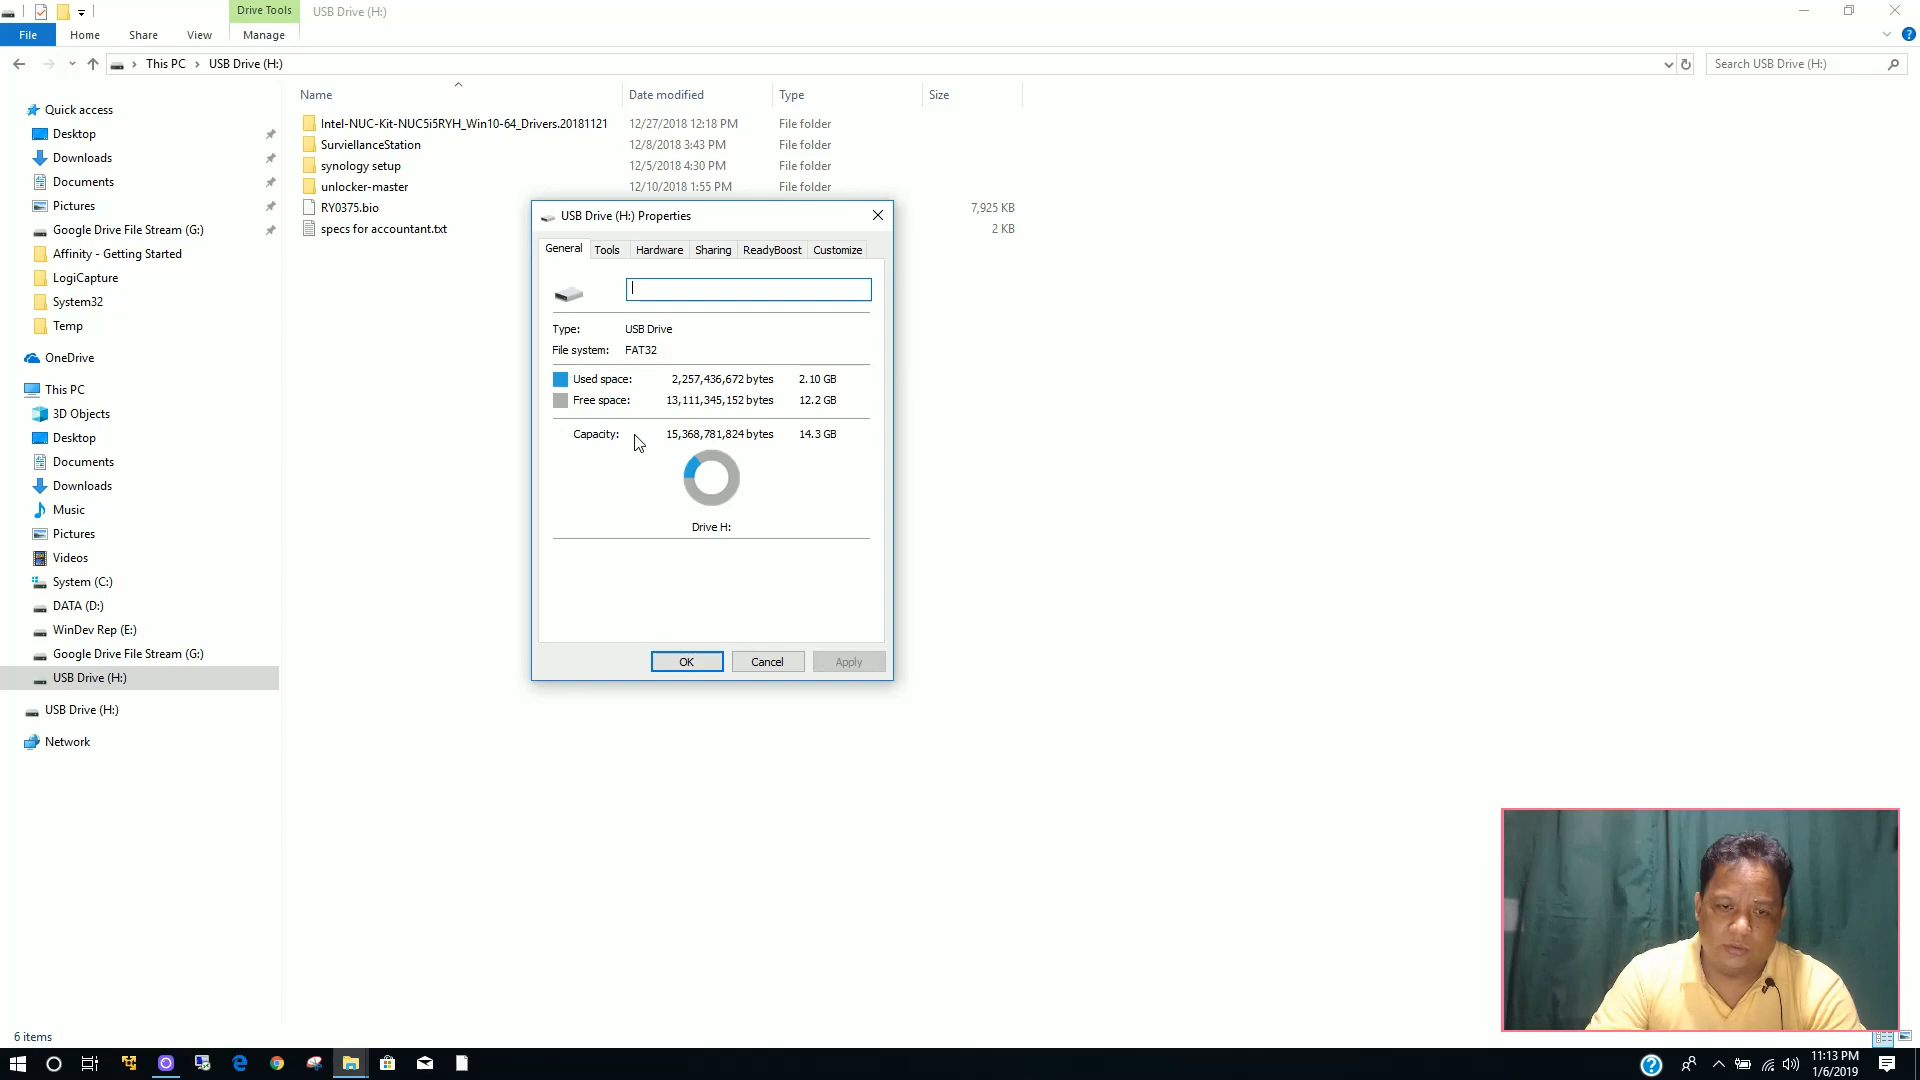 Drive Tools
USB Drive (H:)
File
Home
Share
View
Manage
This PC
USB Drive (H:)
Search USB Drive (H:)
Name
Date modified
Type
Size
Intel-NUC-Kit-NUC5i5RYH_Win10-64_Drivers.20181121
12/27/2018 12:18 PM
File folder
SurviellanceStation
12/8/2018 3:43 PM
File folder
synology setup
12/5/2018 4:30 PM
File folder
unlocker-master
12/10/2018 1:55 PM
File folder
RY0375.bio
7,925 KB
specs for accountant.txt
2 KB
Quick access
Desktop
Downloads
Documents
Pictures
Google Drive File Stream (G:)
Affinity - Getting Started
LogiCapture
System32
Temp
OneDrive
This PC
3D Objects
Desktop
Documents
Downloads
Music
Pictures
Videos
System (C:)
DATA (D:)
WinDev Rep (E:)
Google Drive File Stream (G:)
USB Drive (H:)
USB Drive (H:)
Network
USB Drive (H:) Properties
General
Tools
Hardware
Sharing
ReadyBoost
Customize
Type: USB Drive
File system: FAT32
Used space: 2,257,436,672 bytes 2.10 GB
Free space: 13,111,345,152 bytes 12.2 GB
Capacity: 15,368,781,824 bytes 14.3 GB
Drive H:
OK
Cancel
Apply
6 items
11:13 PM
1/6/2019